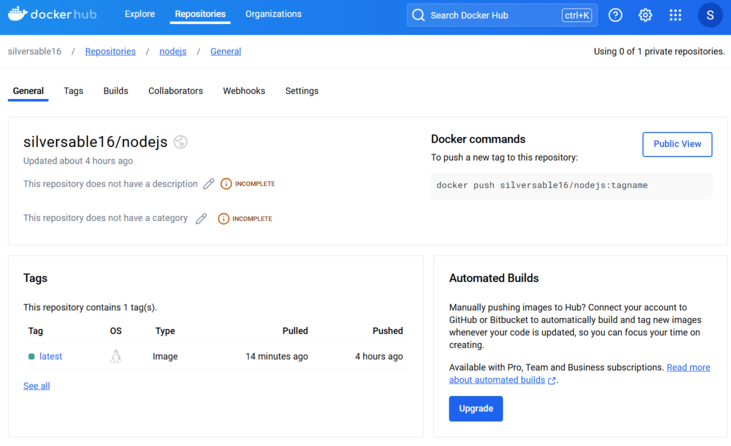 dockerhub
Explore
Repositories
Organizations
Search Docker Hub
ctrl+K
S
silversable16 / Repositories / nodejs / General
Using 0 of 1 private repositories.
General
Tags
Builds
Collaborators
Webhooks
Settings
silversable16/nodejs
Updated about 4 hours ago
This repository does not have a description INCOMPLETE
This repository does not have a category INCOMPLETE
Docker commands
To push a new tag to this repository:
Public View
docker push silversable16/nodejs:tagname
Tags
This repository contains 1 tag(s).
Tag OS Type Pulled Pushed
latest Image 14 minutes ago 4 hours ago
See all
Automated Builds
Manually pushing images to Hub? Connect your account to
GitHub or Bitbucket to automatically build and tag new images
whenever your code is updated, so you can focus your time on
creating.
Available with Pro, Team and Business subscriptions. Read more
about automated builds.
Upgrade